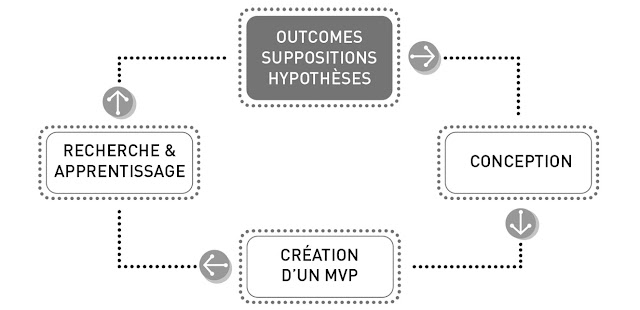 OUTCOMES
SUPPOSITIONS
HYPOTHÈSES
RECHERCHE &
APPRENTISSAGE
CONCEPTION
CRÉATION
D'UN MVP